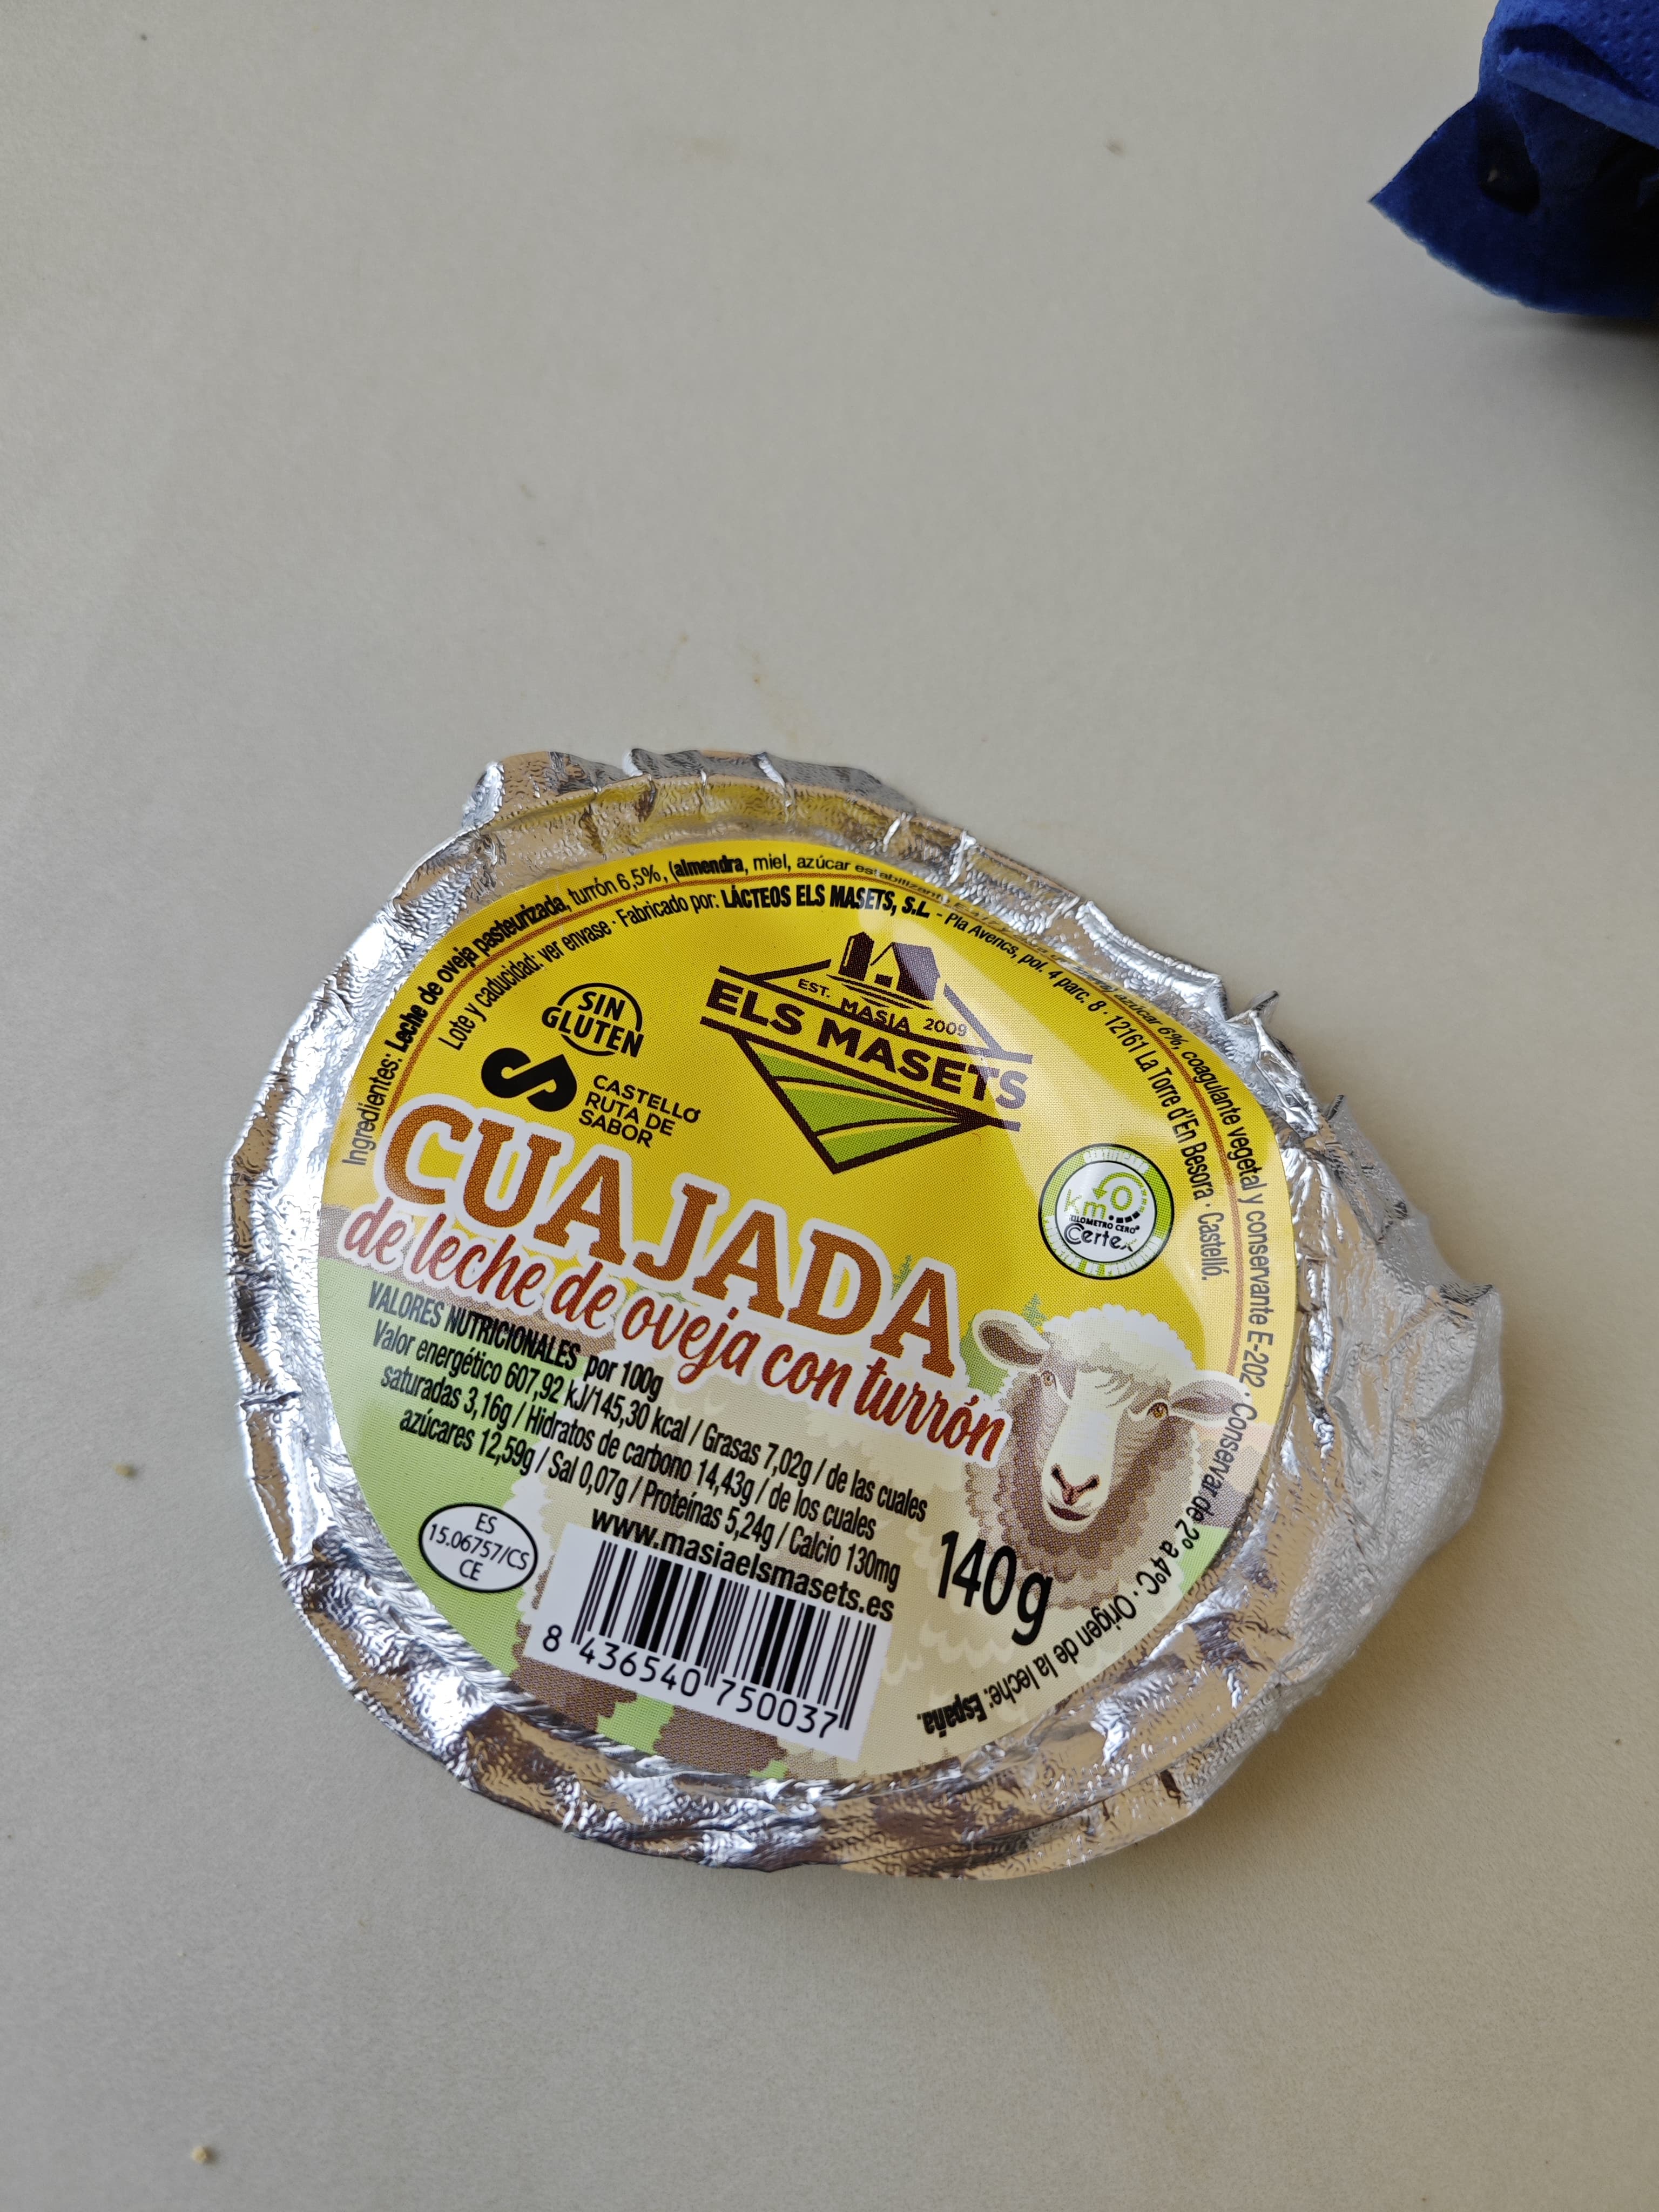 Ingredientes: Leche de oveja pasteurizada, turrón 6,5%, (almendra, miel, azúcar estabilizante azúcar 6%, coagulante vegetal y conservante E-202 · Conservar de 2º a 4ºC · Origen de la leche: España.
Lote y caducidad: ver envase · Fabricado por: LÁCTEOS ELS MASETS, S.L. - Pla Avencs, pol. 4 parc. 8 · 12161 La Torre d'En Besora · Castelló.
SIN
GLUTEN
CASTELLÓ
RUTA DE
SABOR
EST. MASIA 2009
ELS MASETS
CERTIFICADO
Km 0
KILOMETRO CERO
Certex
CUAJADA
de leche de oveja con turrón
VALORES NUTRICIONALES por 100g
Valor energético 607,92 kJ/145,30 kcal / Grasas 7,02g / de las cuales
saturadas 3,16g / Hidratos de carbono 14,43g / de los cuales
azúcares 12,59g / Sal 0,07g / Proteínas 5,24g / Calcio 130mg
www.masiaelsmasets.es
140 g
ES
15.06757/CS
CE
8 436540 750037